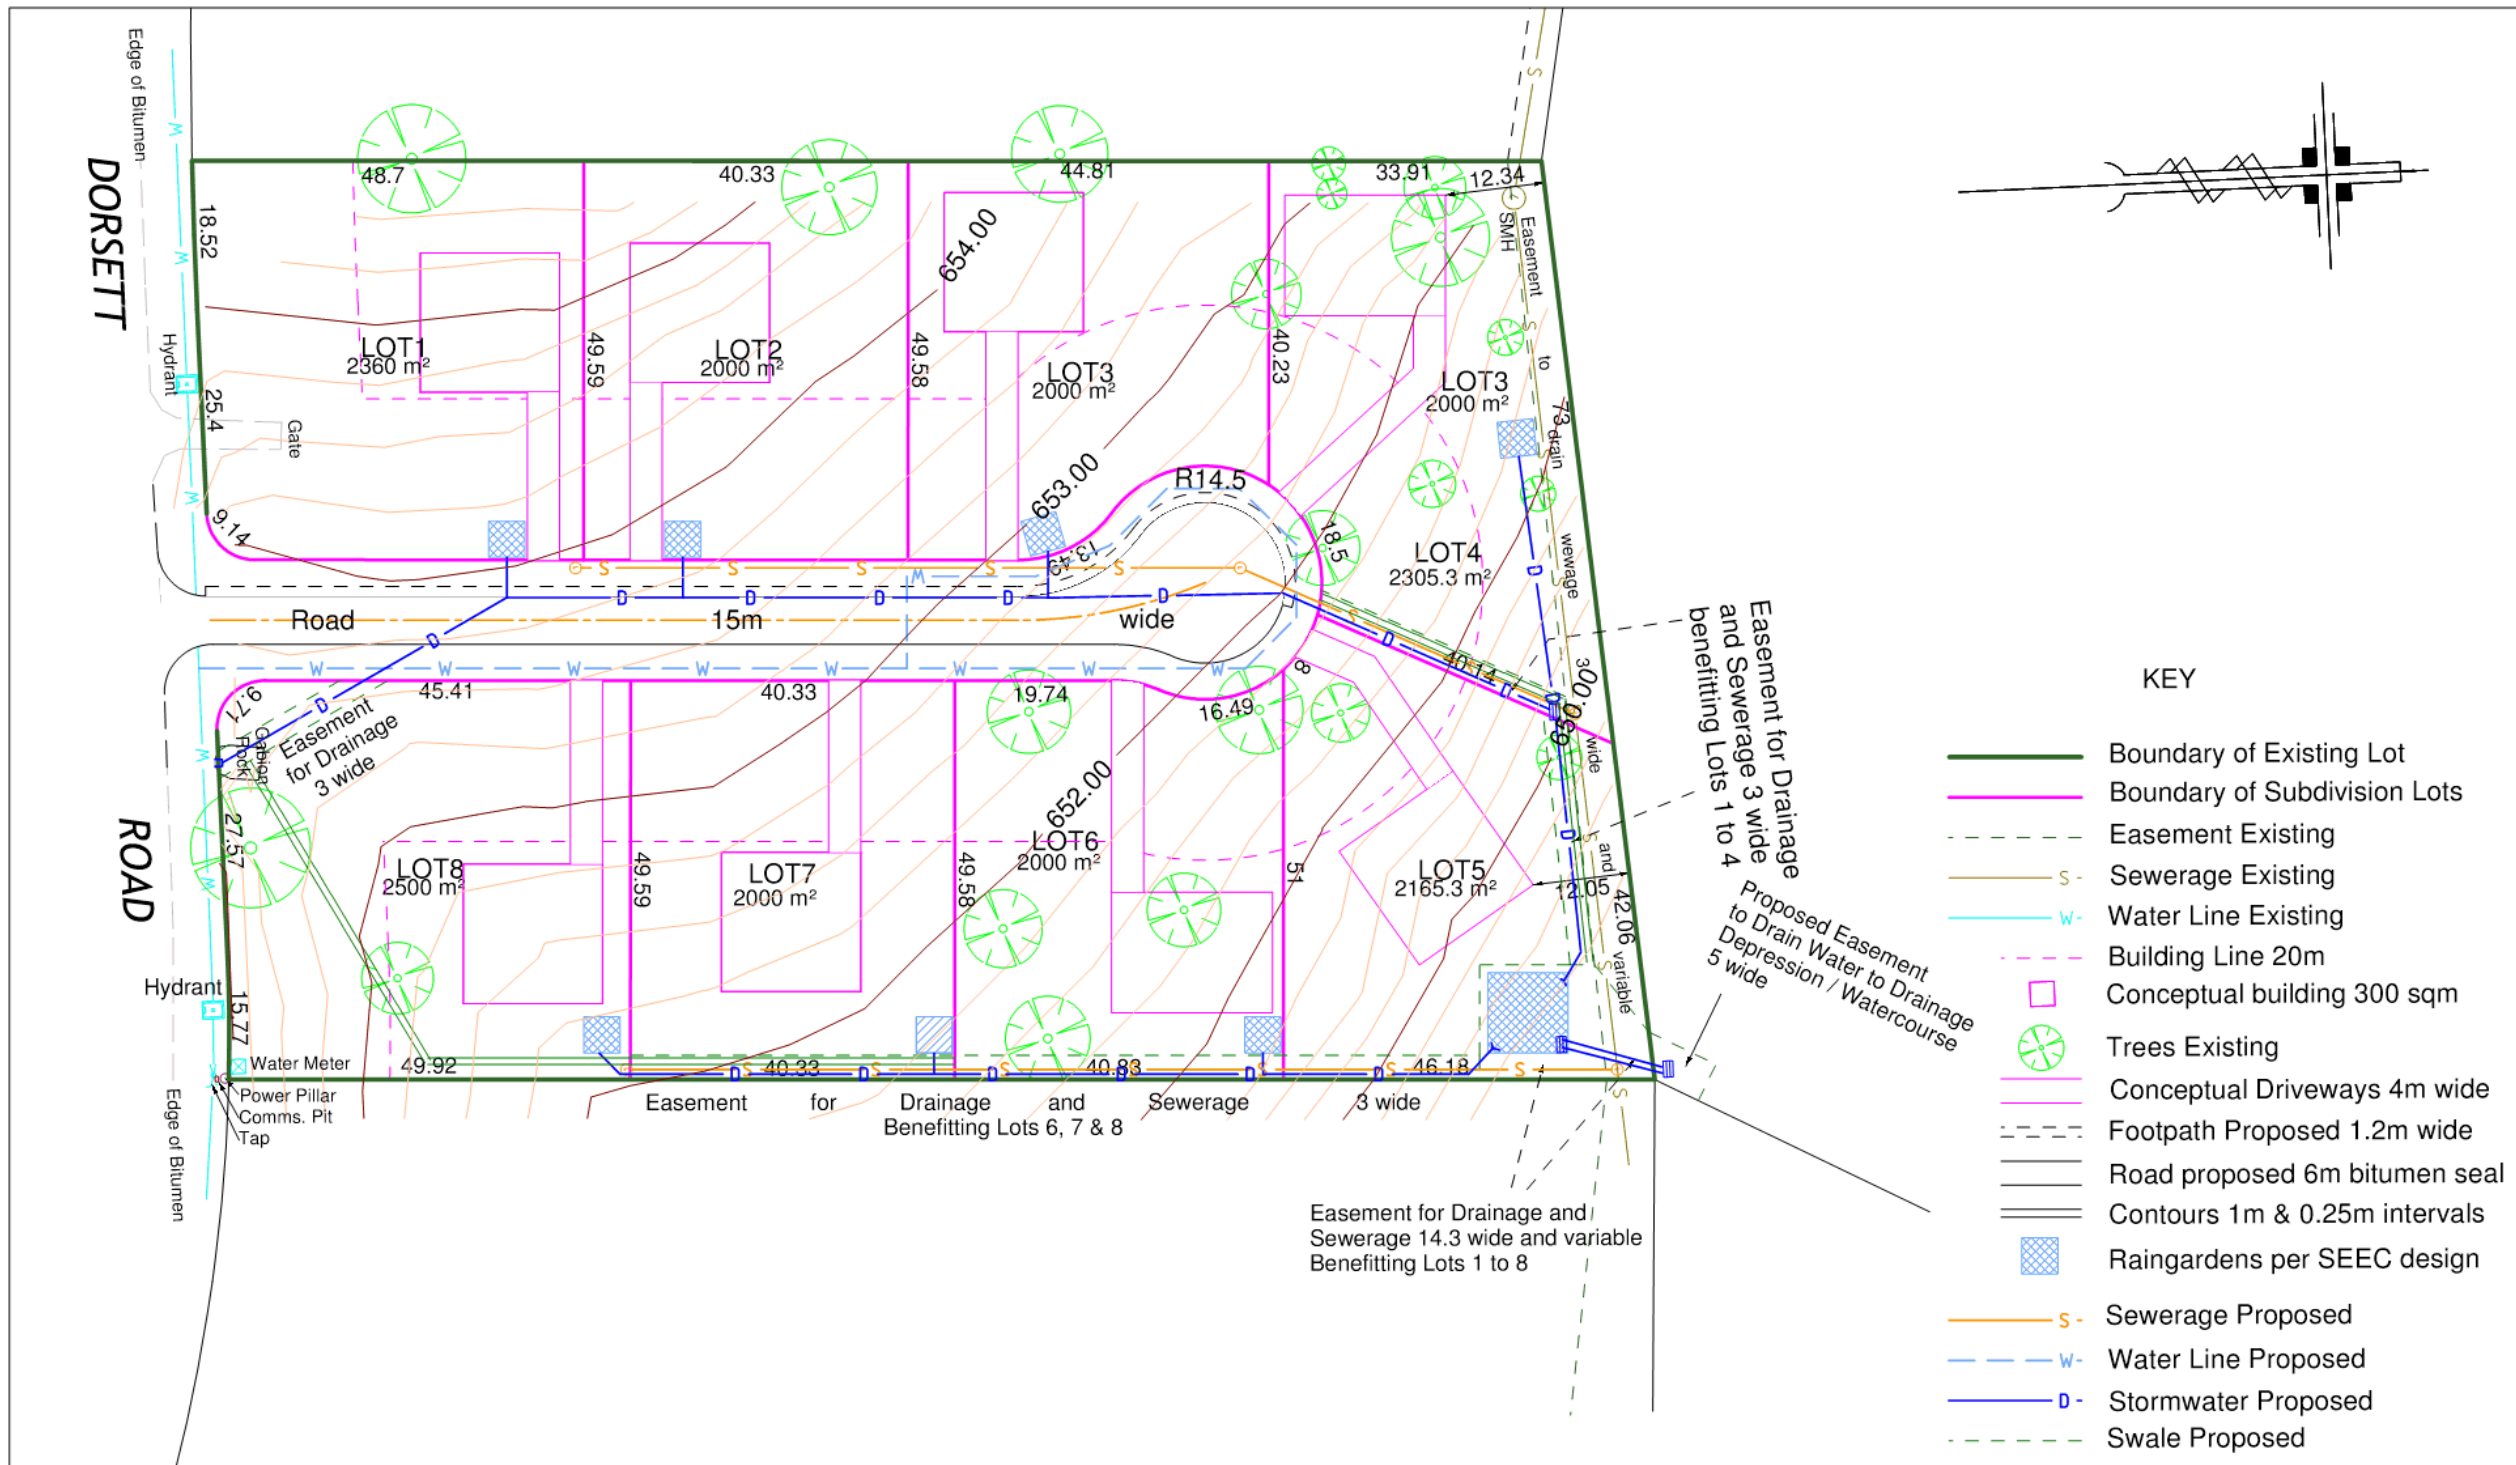 Edge of Bitumen
DORSETT
ROAD
Hydrant
Gate
48.7
40.33
44.81
33.91
12.34
18.52
25.4
9.14
LOT1
2360 m²
49.59
LOT2
2000 m²
49.58
654.00
LOT3
2000 m²
40.23
LOT3
2000 m²
SMH
Easement
to
drain
wewage
wide
and
variable
73
653.00
R14.5
13.49
18.5
LOT4
2305.3 m²
Road
15m
wide
8
40.14
300.0
42.06
12.05
9.71
45.41
40.33
19.74
16.49
Easement
for Drainage
3 wide
Gabion
Rock
27.57
15.77
LOT8
2500 m²
49.59
LOT7
2000 m²
49.58
652.00
LOT6
2000 m²
51
LOT5
2165.3 m²
Easement for Drainage
and Sewerage 3 wide
benefitting Lots 1 to 4
Proposed Easement
to Drain Water to Drainage
Depression / Watercourse
5 wide
Hydrant
Water Meter
Power Pillar
Comms. Pit
Tap
Edge of Bitumen
49.92
40.33
40.83
46.18
Easement for Drainage and Sewerage 3 wide
Benefitting Lots 6, 7 & 8
Easement for Drainage and
Sewerage 14.3 wide and variable
Benefitting Lots 1 to 8
KEY
Boundary of Existing Lot
Boundary of Subdivision Lots
Easement Existing
S Sewerage Existing
W Water Line Existing
Building Line 20m
Conceptual building 300 sqm
Trees Existing
Conceptual Driveways 4m wide
Footpath Proposed 1.2m wide
Road proposed 6m bitumen seal
Contours 1m & 0.25m intervals
Raingardens per SEEC design
S Sewerage Proposed
W Water Line Proposed
D Stormwater Proposed
Swale Proposed